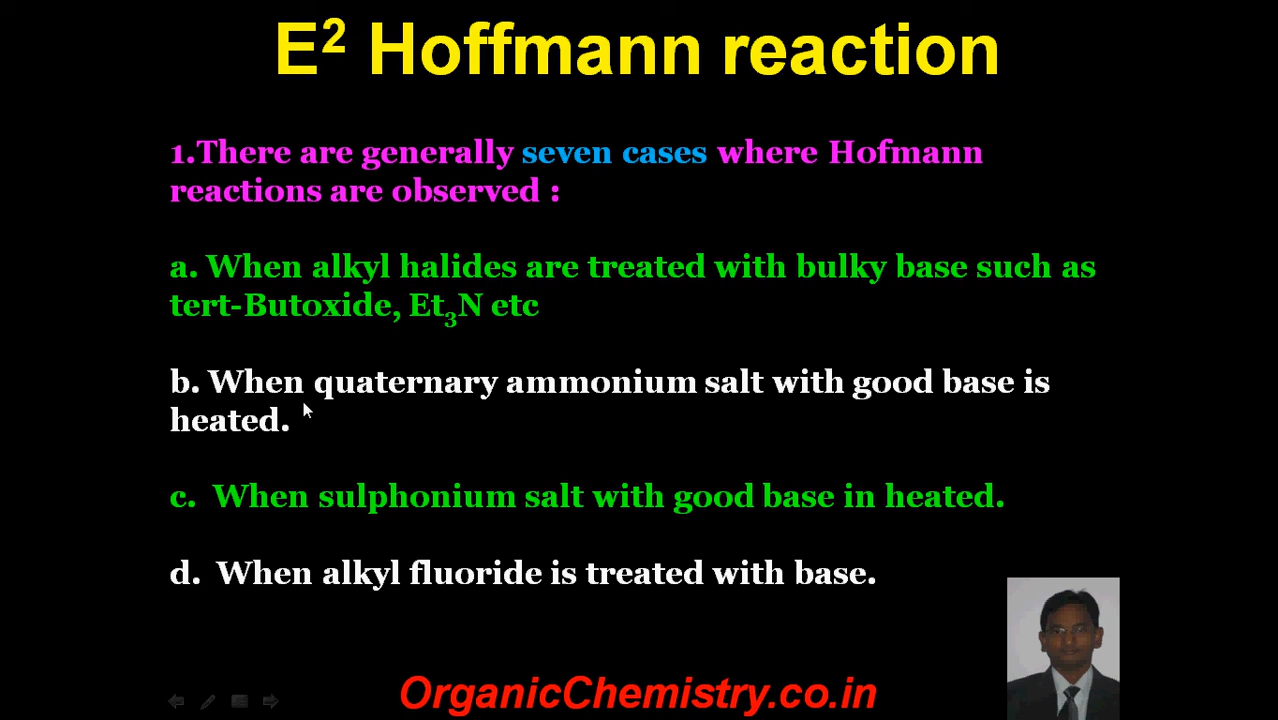 E² Hoffmann reaction
1.There are generally seven cases where Hofmann
reactions are observed :
a. When alkyl halides are treated with bulky base such as
tert-Butoxide, Et₃N etc
b. When quaternary ammonium salt with good base is
heated.
c. When sulphonium salt with good base in heated.
d. When alkyl fluoride is treated with base.
OrganicChemistry.co.in